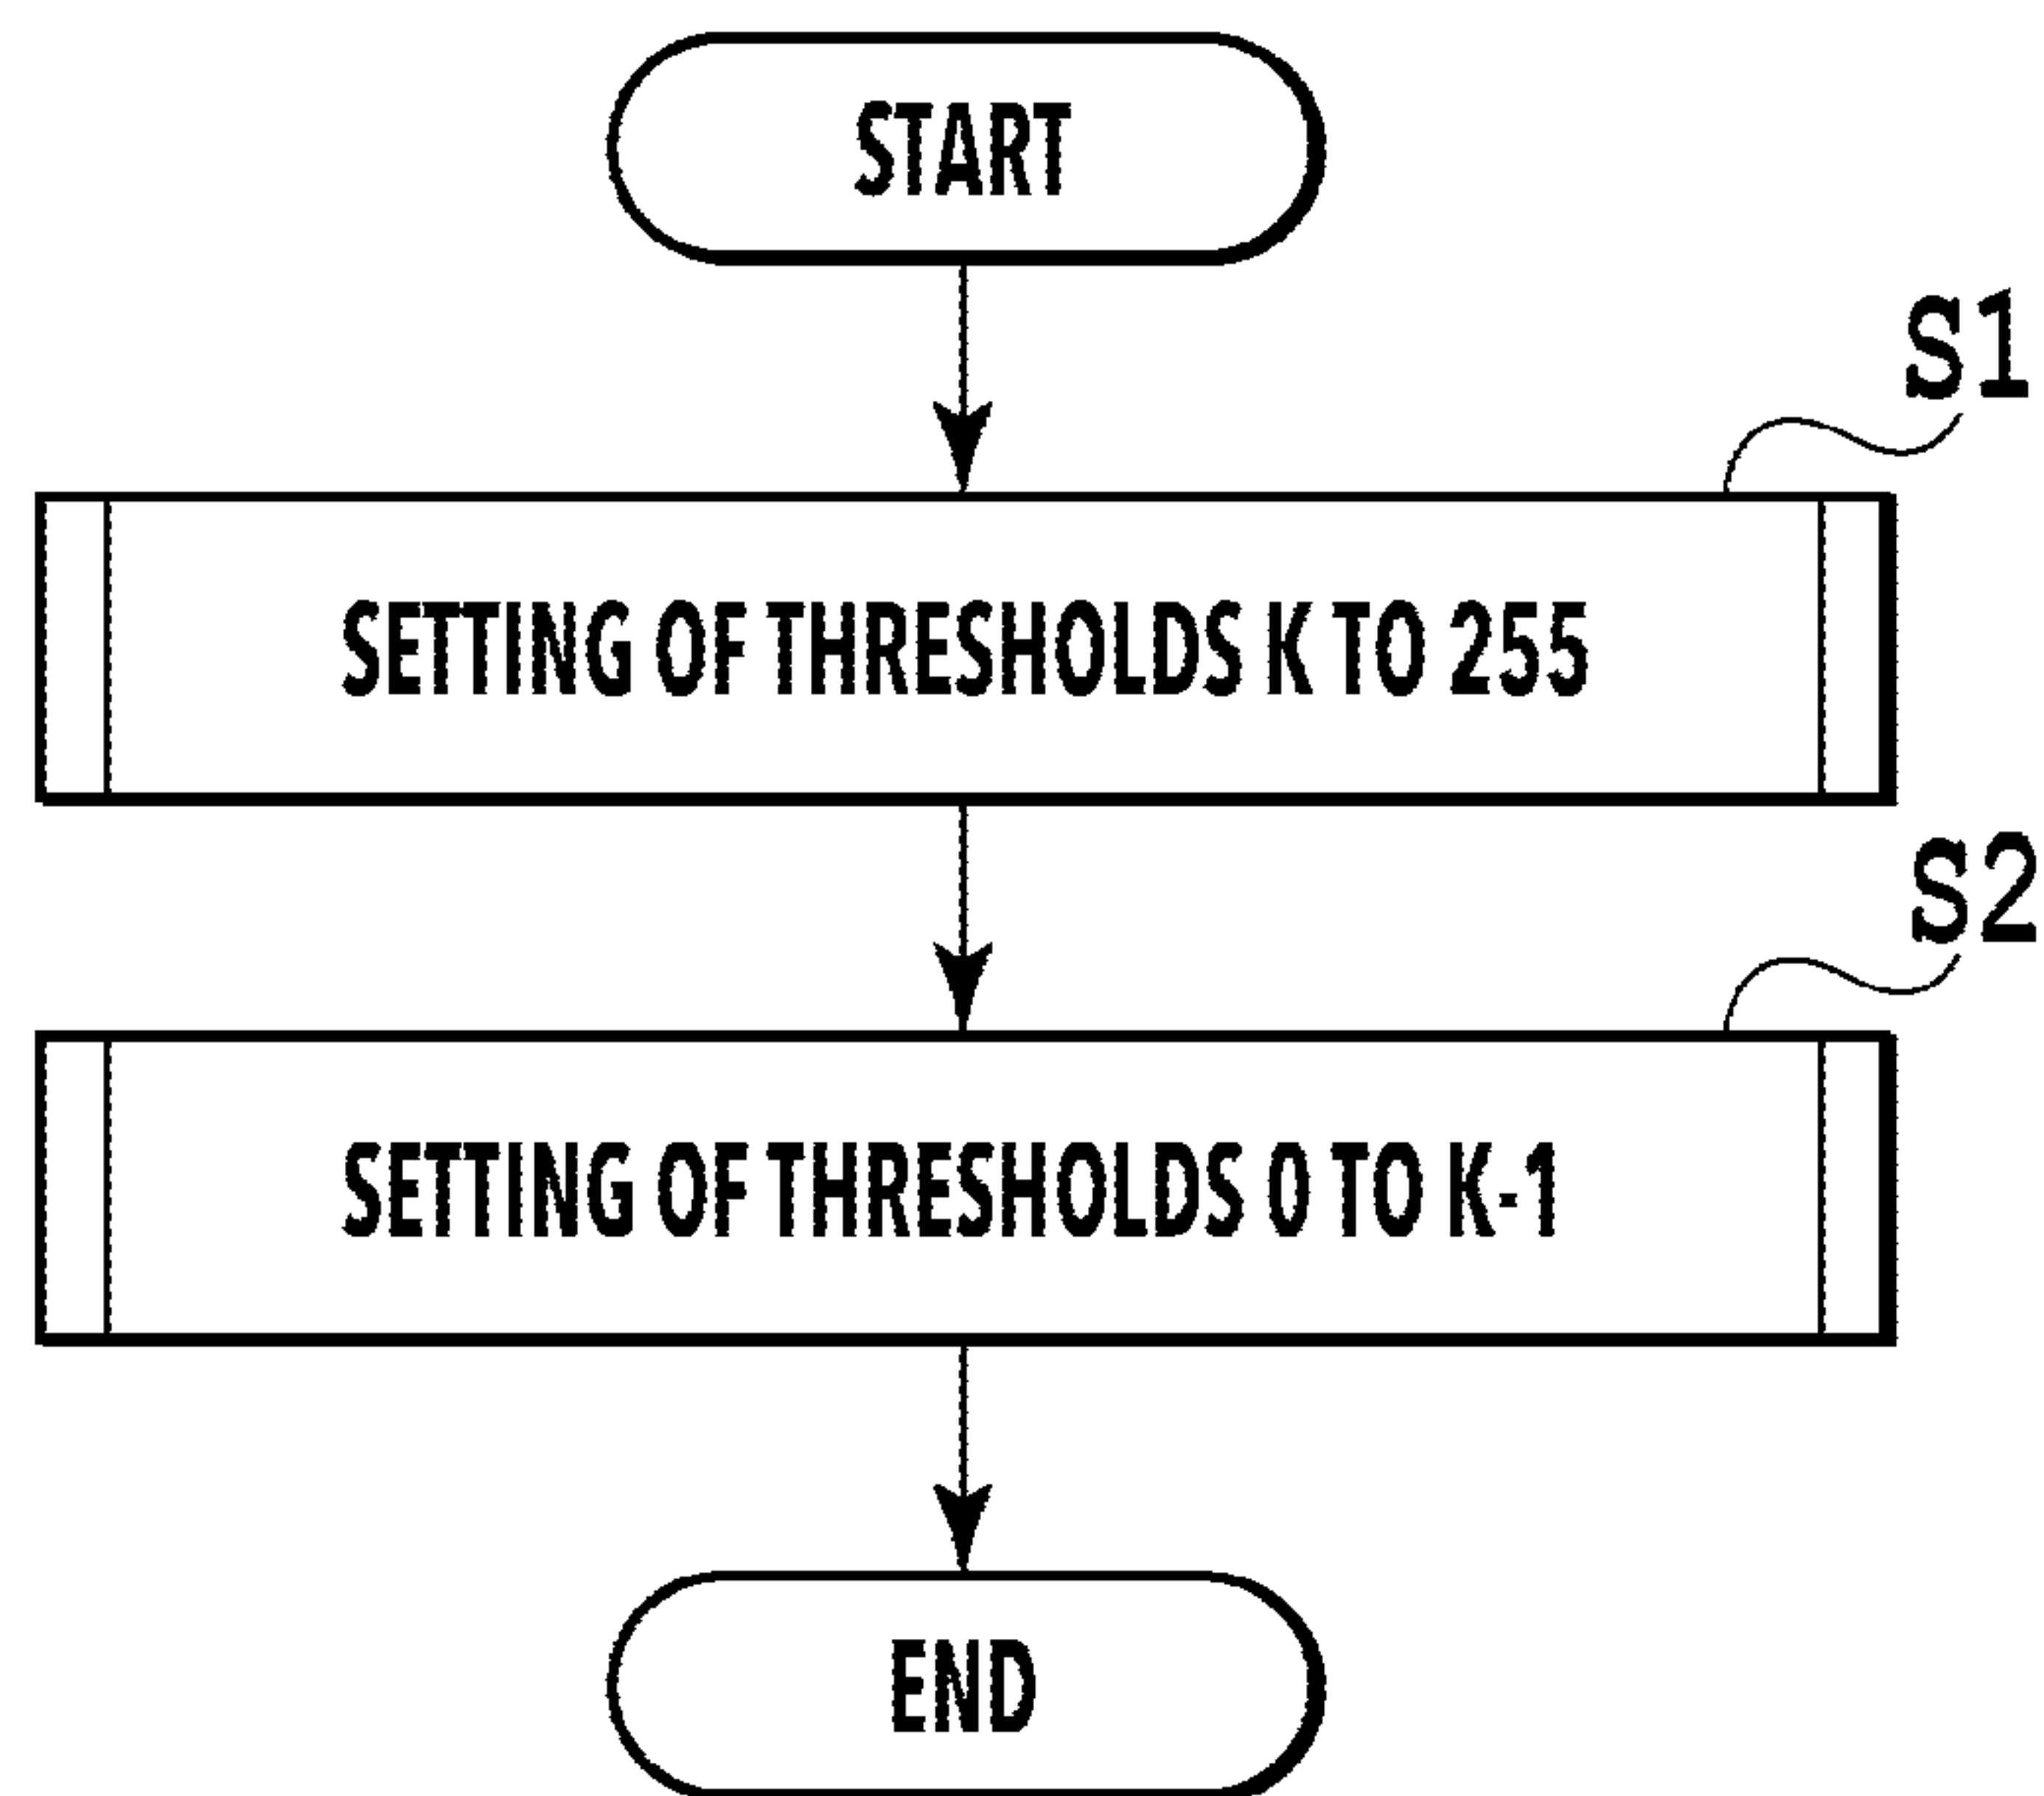 START
S1
SETTING OF THRESHOLDS K TO 255
S2
SETTING OF THRESHOLDS 0 TO K-1
END